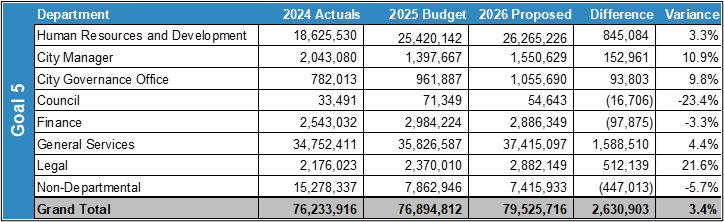 Goal 5
Department 2024 Actuals 2025 Budget 2026 Proposed Difference Variance
Human Resources and Development 18,625,530 25,420,142 26,265,226 845,084 3.3%
City Manager 2,043,080 1,397,667 1,550,629 152,961 10.9%
City Governance Office 782,013 961,887 1,055,690 93,803 9.8%
Council 33,491 71,349 54,643 (16,706) -23.4%
Finance 2,543,032 2,984,224 2,886,349 (97,875) -3.3%
General Services 34,752,411 35,826,587 37,415,097 1,588,510 4.4%
Legal 2,176,023 2,370,010 2,882,149 512,139 21.6%
Non-Departmental 15,278,337 7,862,946 7,415,933 (447,013) -5.7%
Grand Total 76,233,916 76,894,812 79,525,716 2,630,903 3.4%